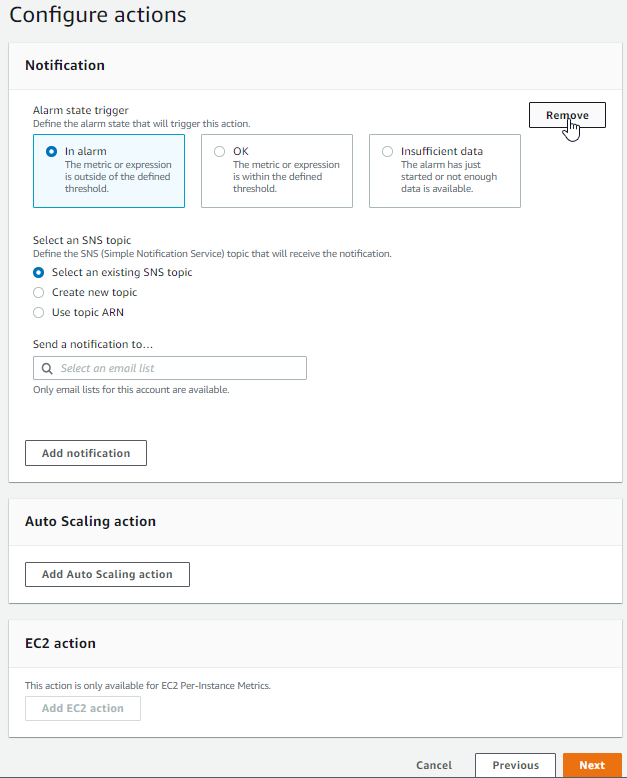 Configure actions
Notification
Alarm state trigger
Define the alarm state that will trigger this action.
Remove
In alarm
The metric or expression
is outside of the defined
threshold.
OK
The metric or expression
is within the defined
threshold.
Insufficient data
The alarm has just
started or not enough
data is available.
Select an SNS topic
Define the SNS (Simple Notification Service) topic that will receive the notification.
Select an existing SNS topic
Create new topic
Use topic ARN
Send a notification to...
Select an email list
Only email lists for this account are available.
Add notification
Auto Scaling action
Add Auto Scaling action
EC2 action
This action is only available for EC2 Per-Instance Metrics.
Add EC2 action
Cancel
Previous
Next